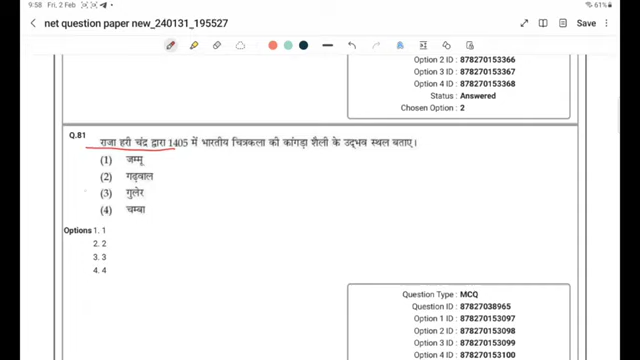 9:58 Fri, 2 Feb
61%
net question paper new_240131_195527
Save
Option 2 ID : 878270153366
Option 3 ID : 878270153367
Option 4 ID : 878270153368
Status : Answered
Chosen Option : 2
Q.81
राजा हरी चंद्र द्वारा 1405 में भारतीय चित्रकला की कांगड़ा शैली के उद्भव स्थल बताए।
(1) जम्मू
(2) गढ़वाल
(3) गुलेर
(4) चम्बा
Options 1. 1
2. 2
3. 3
4. 4
Question Type : MCQ
Question ID : 87827038965
Option 1 ID : 878270153097
Option 2 ID : 878270153098
Option 3 ID : 878270153099
Option 4 ID : 878270153100